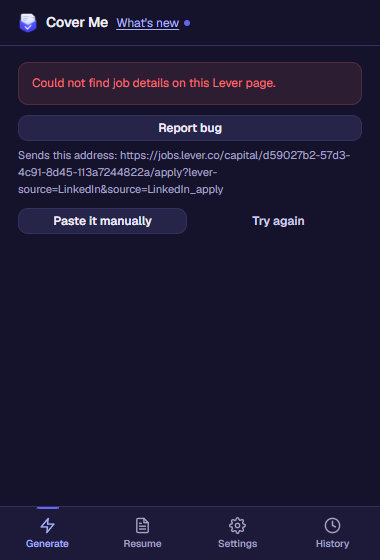 Cover Me What's new
Could not find job details on this Lever page.
Report bug
Sends this address: https://jobs.lever.co/capital/d59027b2-57d3-
4c91-8d45-113a7244822a/apply?lever-
source=LinkedIn&source=LinkedIn_apply
Paste it manually Try again
Generate Resume Settings History